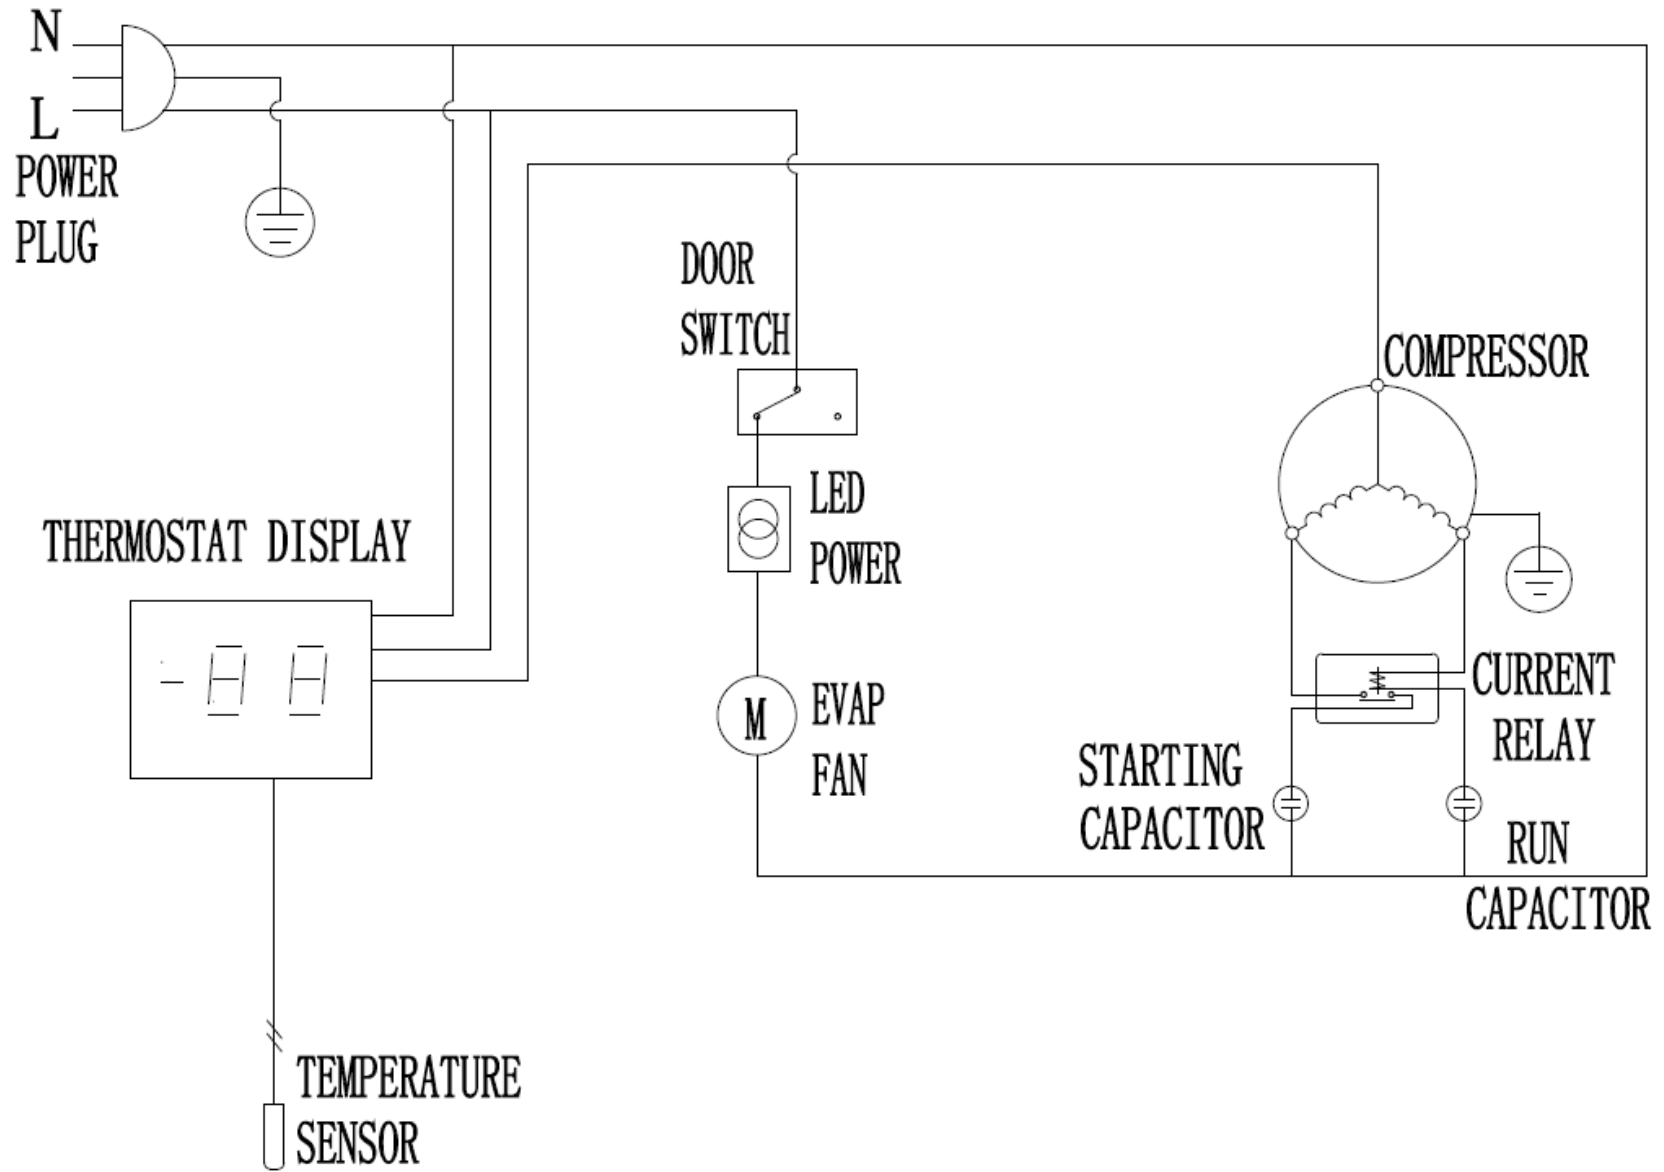 N
L
POWER
PLUG
DOOR
SWITCH
COMPRESSOR
LED
POWER
THERMOSTAT DISPLAY
-88
M
EVAP
FAN
CURRENT
RELAY
STARTING
CAPACITOR
RUN
CAPACITOR
TEMPERATURE
SENSOR